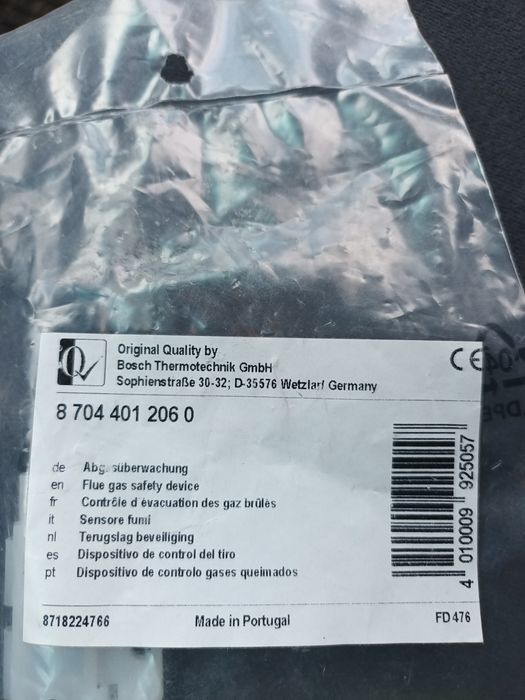 Original Quality by
Bosch Thermotechnik GmbH
Sophienstraße 30-32; D-35576 Wetzlar Germany
CE
8 704 401 206 0
de Abg.süberwachung
en Flue gas safety device
fr Contrôle d'évacuation des gaz brûlés
it Sensore fumi
nl Terugslag beveiliging
es Dispositivo de control del tiro
pt Dispositivo de controlo gases queimados
4 010009 925057
8718224766 Made in Portugal FD 476